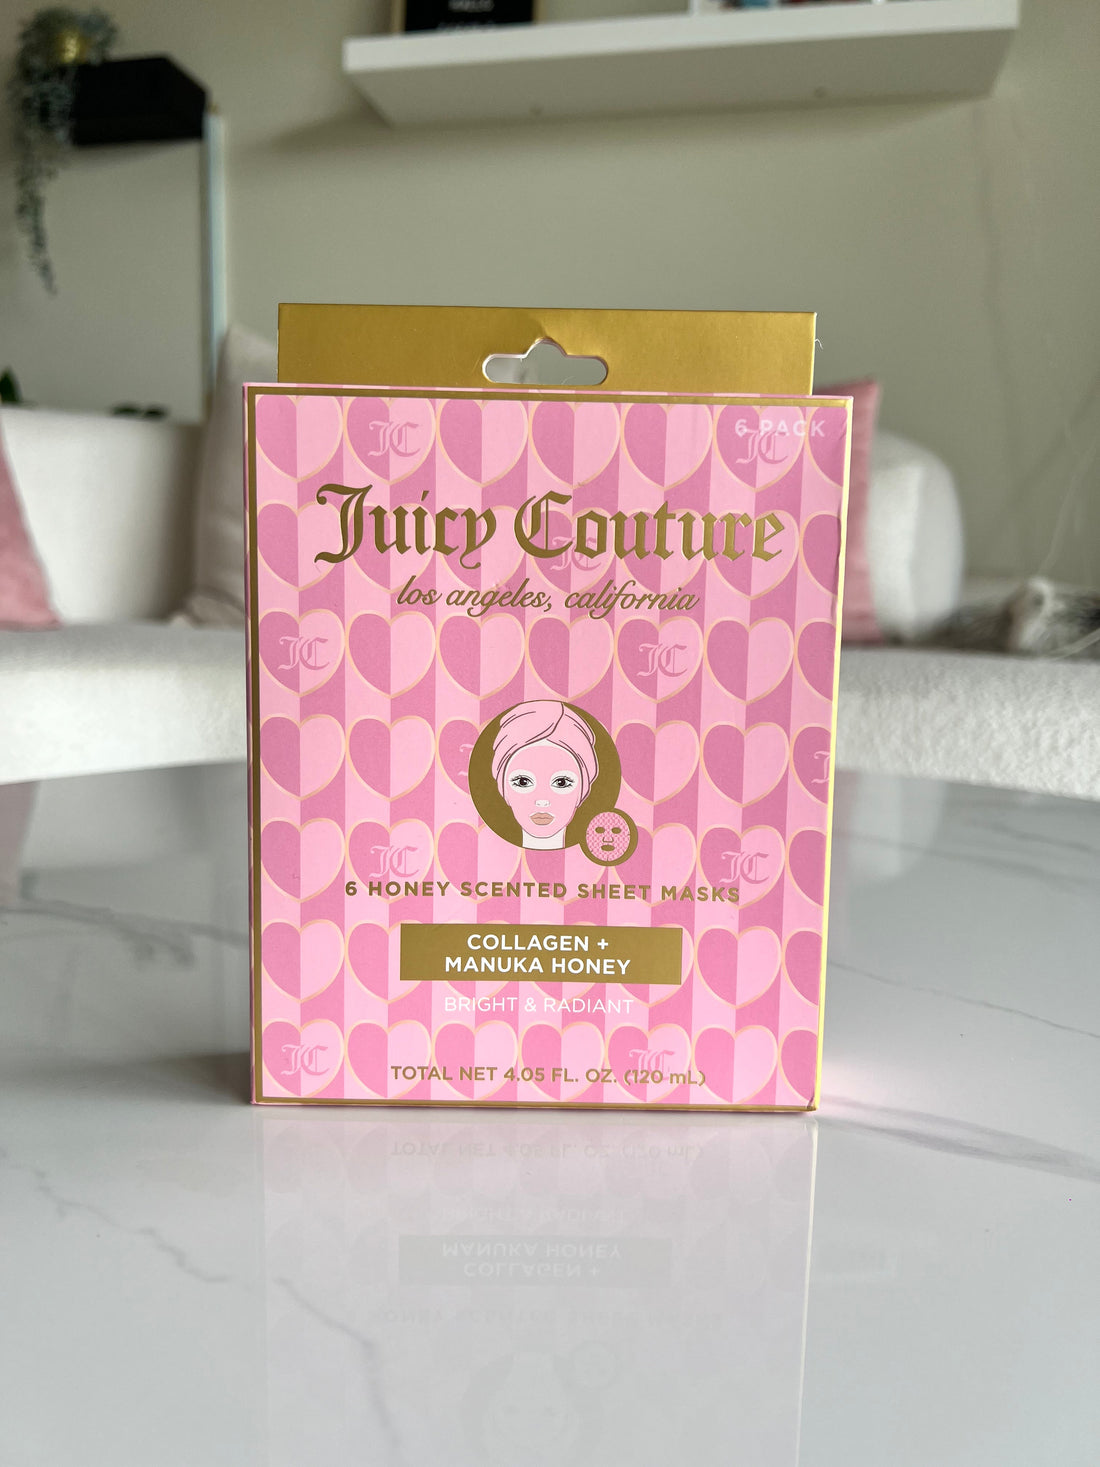 6 PACK
Juicy Couture
los angeles, california
6 HONEY SCENTED SHEET MASKS
COLLAGEN +
MANUKA HONEY
BRIGHT & RADIANT
TOTAL NET 4.05 FL. OZ. (120 mL)